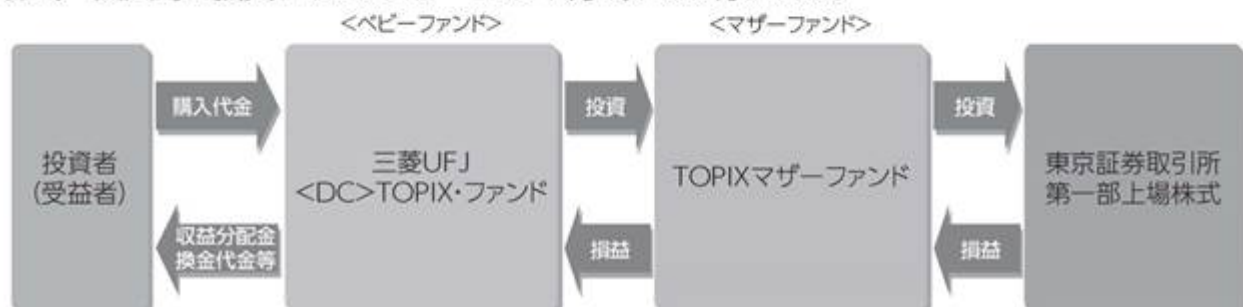 <ベビーファンド>
<マザーファンド>
購入代金
投資
投資
投資者
(受益者)
三菱UFJ
<DC>TOPIX・ファンド
TOPIXマザーファンド
東京証券取引所
第一部上場株式
収益分配金
換金代金等
損益
損益